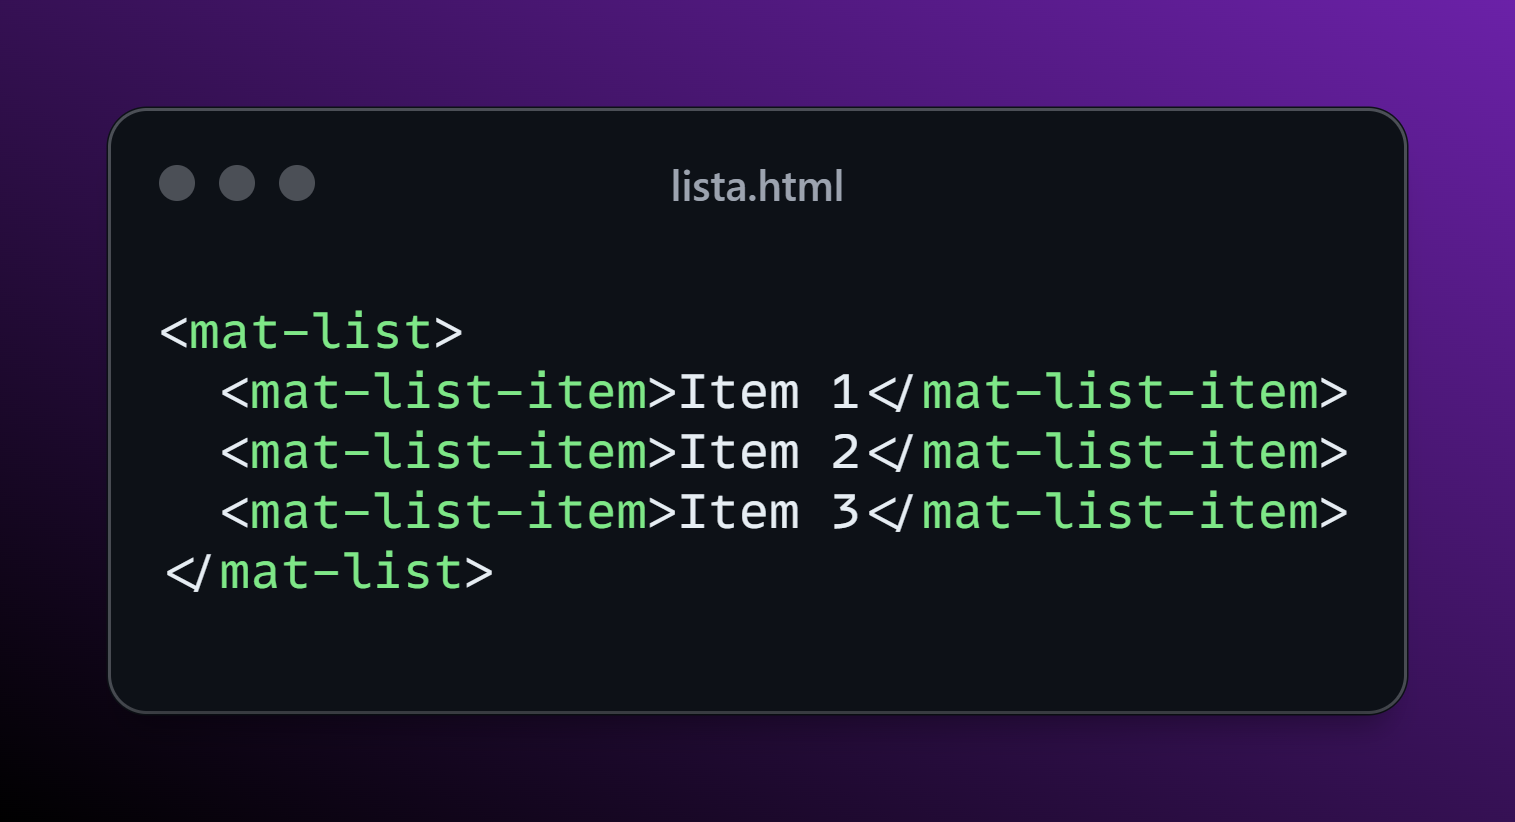 lista.html
<mat-list>
  <mat-list-item>Item 1</mat-list-item>
  <mat-list-item>Item 2</mat-list-item>
  <mat-list-item>Item 3</mat-list-item>
</mat-list>